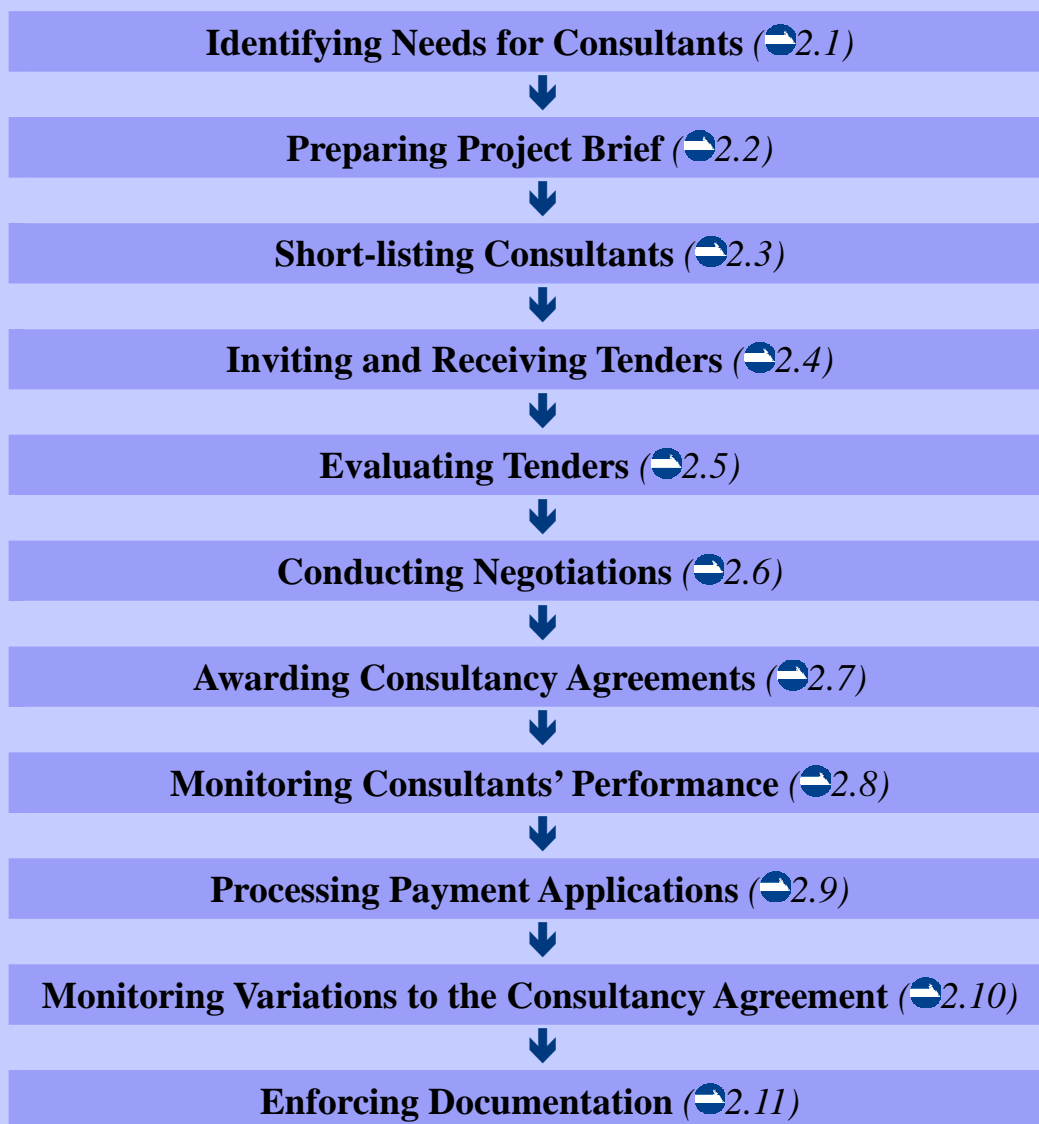 Identifying Needs for Consultants (2.1)
Preparing Project Brief (2.2)
Short-listing Consultants (2.3)
Inviting and Receiving Tenders (2.4)
Evaluating Tenders (2.5)
Conducting Negotiations (2.6)
Awarding Consultancy Agreements (2.7)
Monitoring Consultants’ Performance (2.8)
Processing Payment Applications (2.9)
Monitoring Variations to the Consultancy Agreement (2.10)
Enforcing Documentation (2.11)